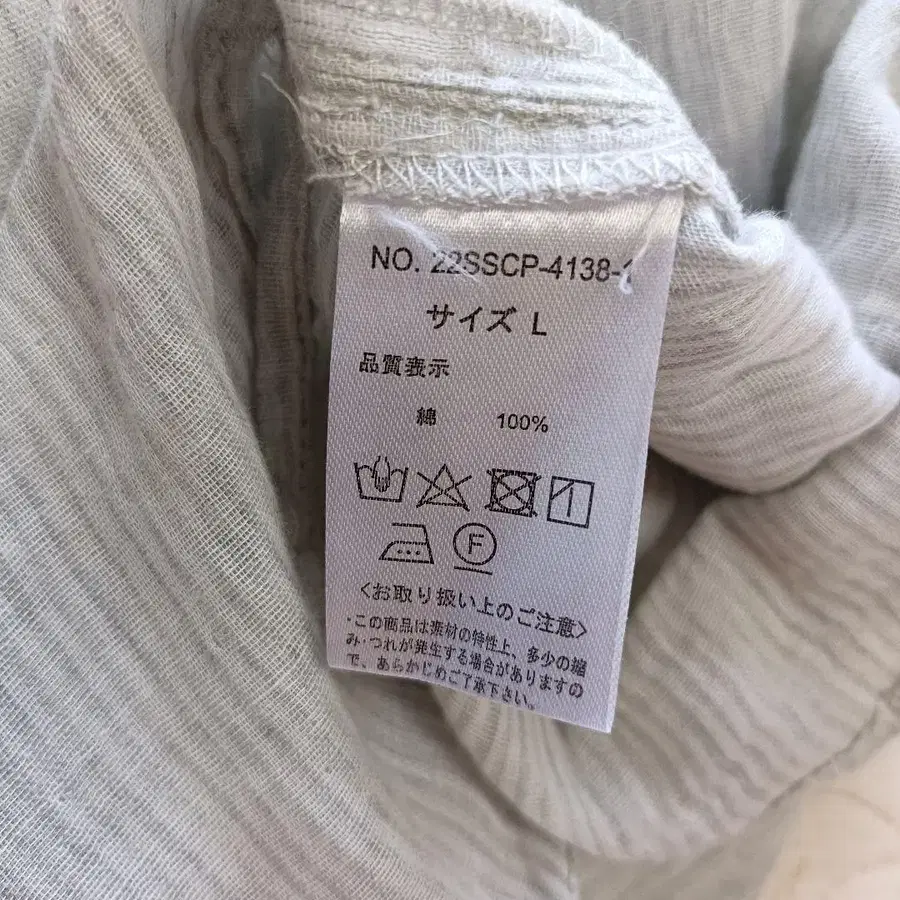 NO. 22SSCP-4138-1
サイズ L
品質表示
綿 100%
F
<お取り扱い上のご注意>
・この商品は素材の特性上、多少の縮
み・つれが発生する場合がありますの
で、あらかじめご了承下さい。